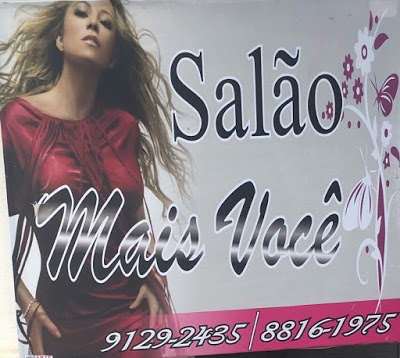 Salão
Mais Você
9129-2435 | 8816-1975